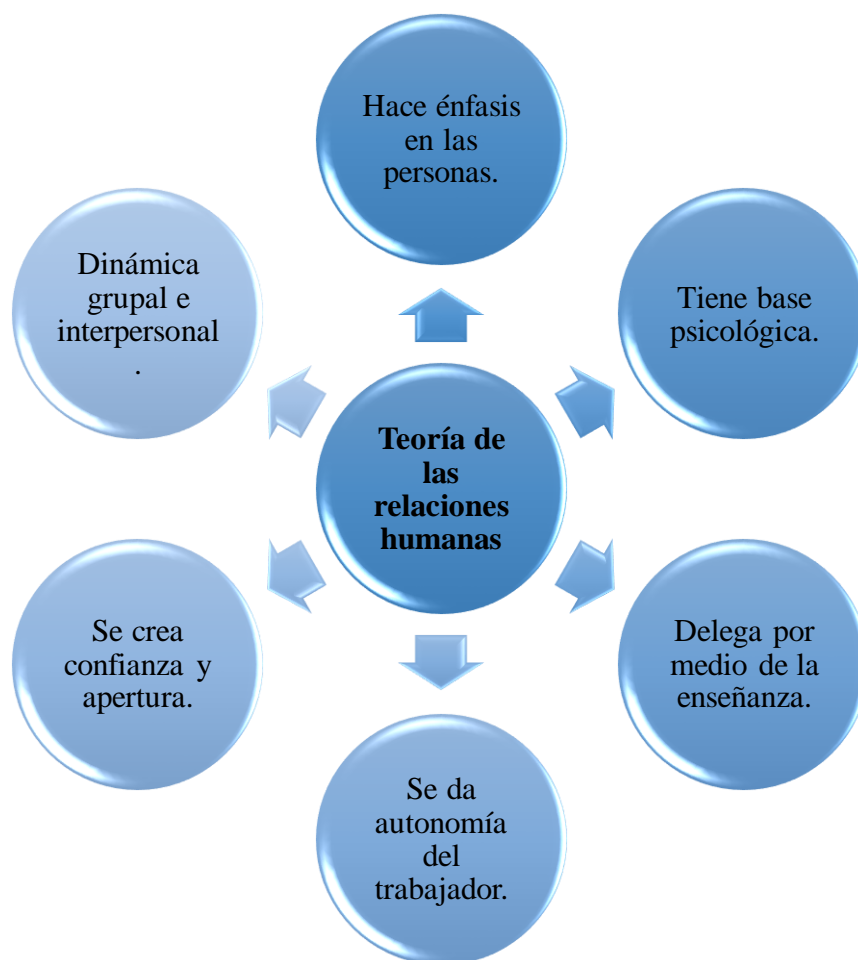 Hace énfasis
en las
personas.
Tiene base
psicológica.
Delega por
medio de la
enseñanza.
Se da
autonomía
del
trabajador.
Se crea
confianza y
apertura.
Dinámica
grupal e
interpersonal
.
Teoría de
las
relaciones
humanas